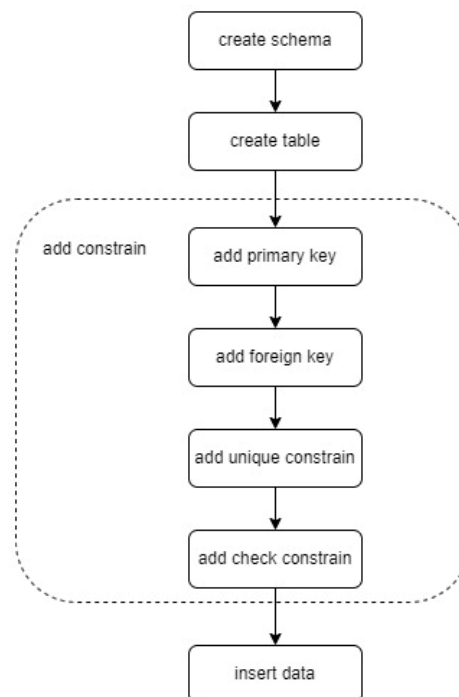 create schema
create table
add constrain
add primary key
add foreign key
add unique constrain
add check constrain
insert data